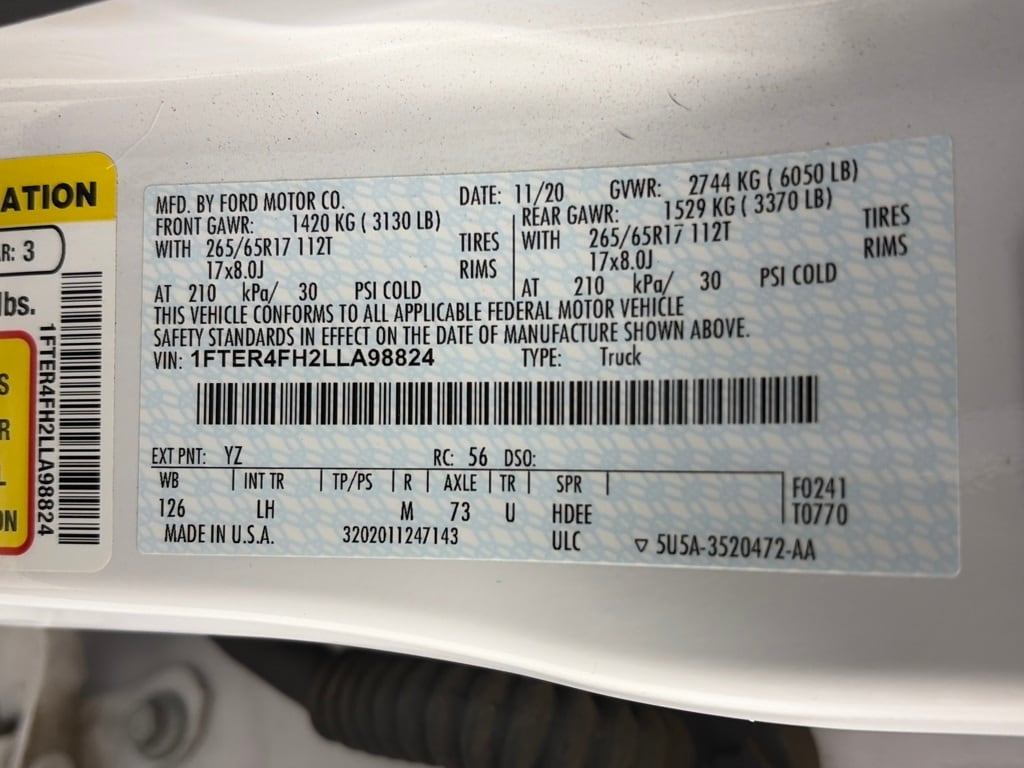 ATION
AR: 3
lbs.
S
R
L
ON
1FTER4FH2LLA98824
MFD. BY FORD MOTOR CO. DATE: 11/20 GVWR: 2744 KG ( 6050 LB)
FRONT GAWR: 1420 KG ( 3130 LB) REAR GAWR: 1529 KG ( 3370 LB)
WITH 265/65R17 112T TIRES WITH 265/65R17 112T TIRES
17x8.0J RIMS 17x8.0J RIMS
AT 210 kPa/ 30 PSI COLD AT 210 kPa/ 30 PSI COLD
THIS VEHICLE CONFORMS TO ALL APPLICABLE FEDERAL MOTOR VEHICLE
SAFETY STANDARDS IN EFFECT ON THE DATE OF MANUFACTURE SHOWN ABOVE.
VIN: 1FTER4FH2LLA98824 TYPE: Truck
EXT PNT: YZ RC: 56 DSO:
WB INT TR TP/PS R AXLE TR SPR F0241
126 LH M 73 U HDEE T0770
MADE IN U.S.A. 3202011247143 ULC ▽ 5U5A-3520472-AA